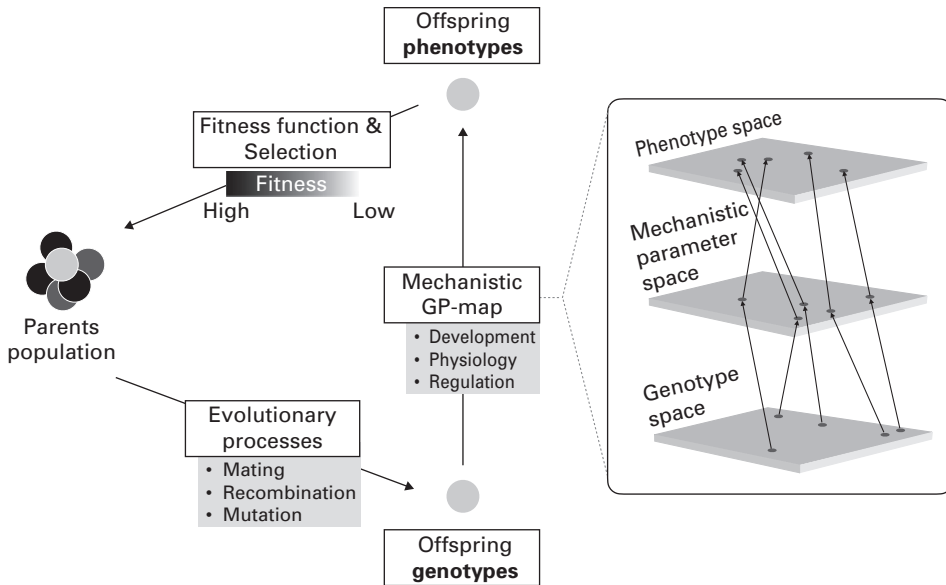 Offspring
phenotypes
Fitness function &
Selection
Fitness
High
Low
Parents
population
Mechanistic
GP-map
• Development
• Physiology
• Regulation
Evolutionary
processes
• Mating
• Recombination
• Mutation
Offspring
genotypes
Phenotype space
Mechanistic
parameter
space
Genotype
space